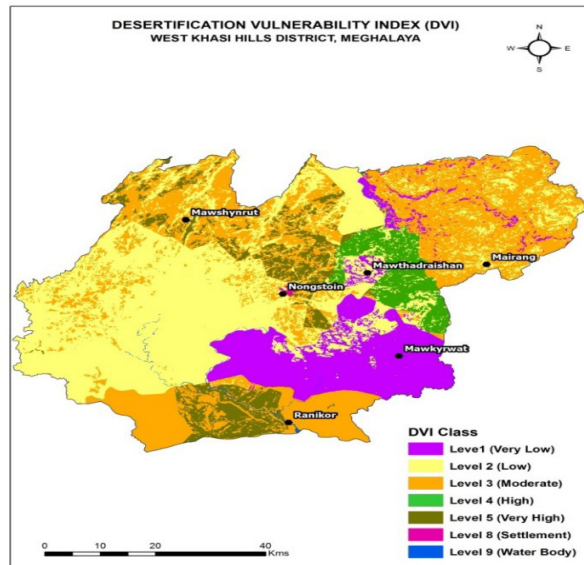 DESERTIFICATION VULNERABILITY INDEX (DVI)
WEST KHASI HILLS DISTRICT, MEGHALAYA
N
W E
S
Mawshynrut
Mairang
Mawthadraishan
Nongstoin
Mawkyrwat
Ranikor
DVI Class
Leve1 (Very Low)
Level 2 (Low)
Level 3 (Moderate)
Level 4 (High)
Level 5 (Very High)
Level 8 (Settlement)
Level 9 (Water Body)
0 10 20 40
Kms